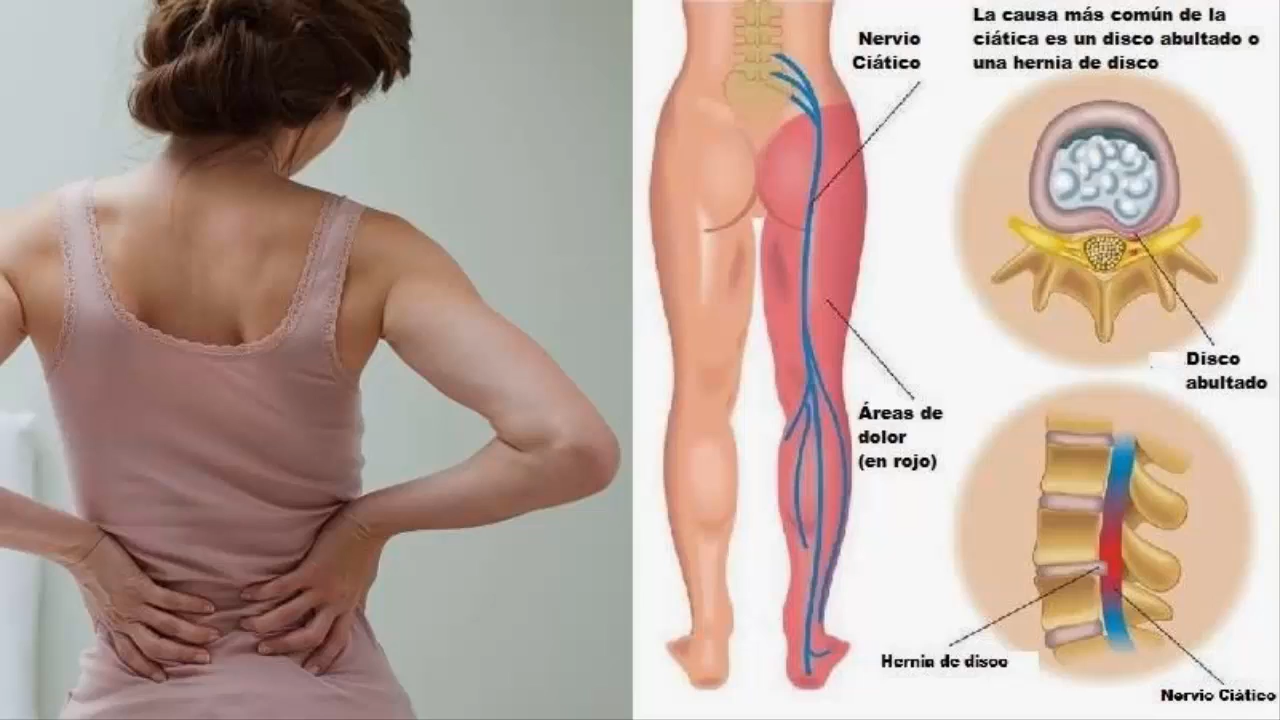 Nervio
Ciático
La causa más común de la
ciática es un disco abultado o
una hernia de disco
Disco
abultado
Áreas de
dolor
(en rojo)
Hernia de disco
Nervio Ciático